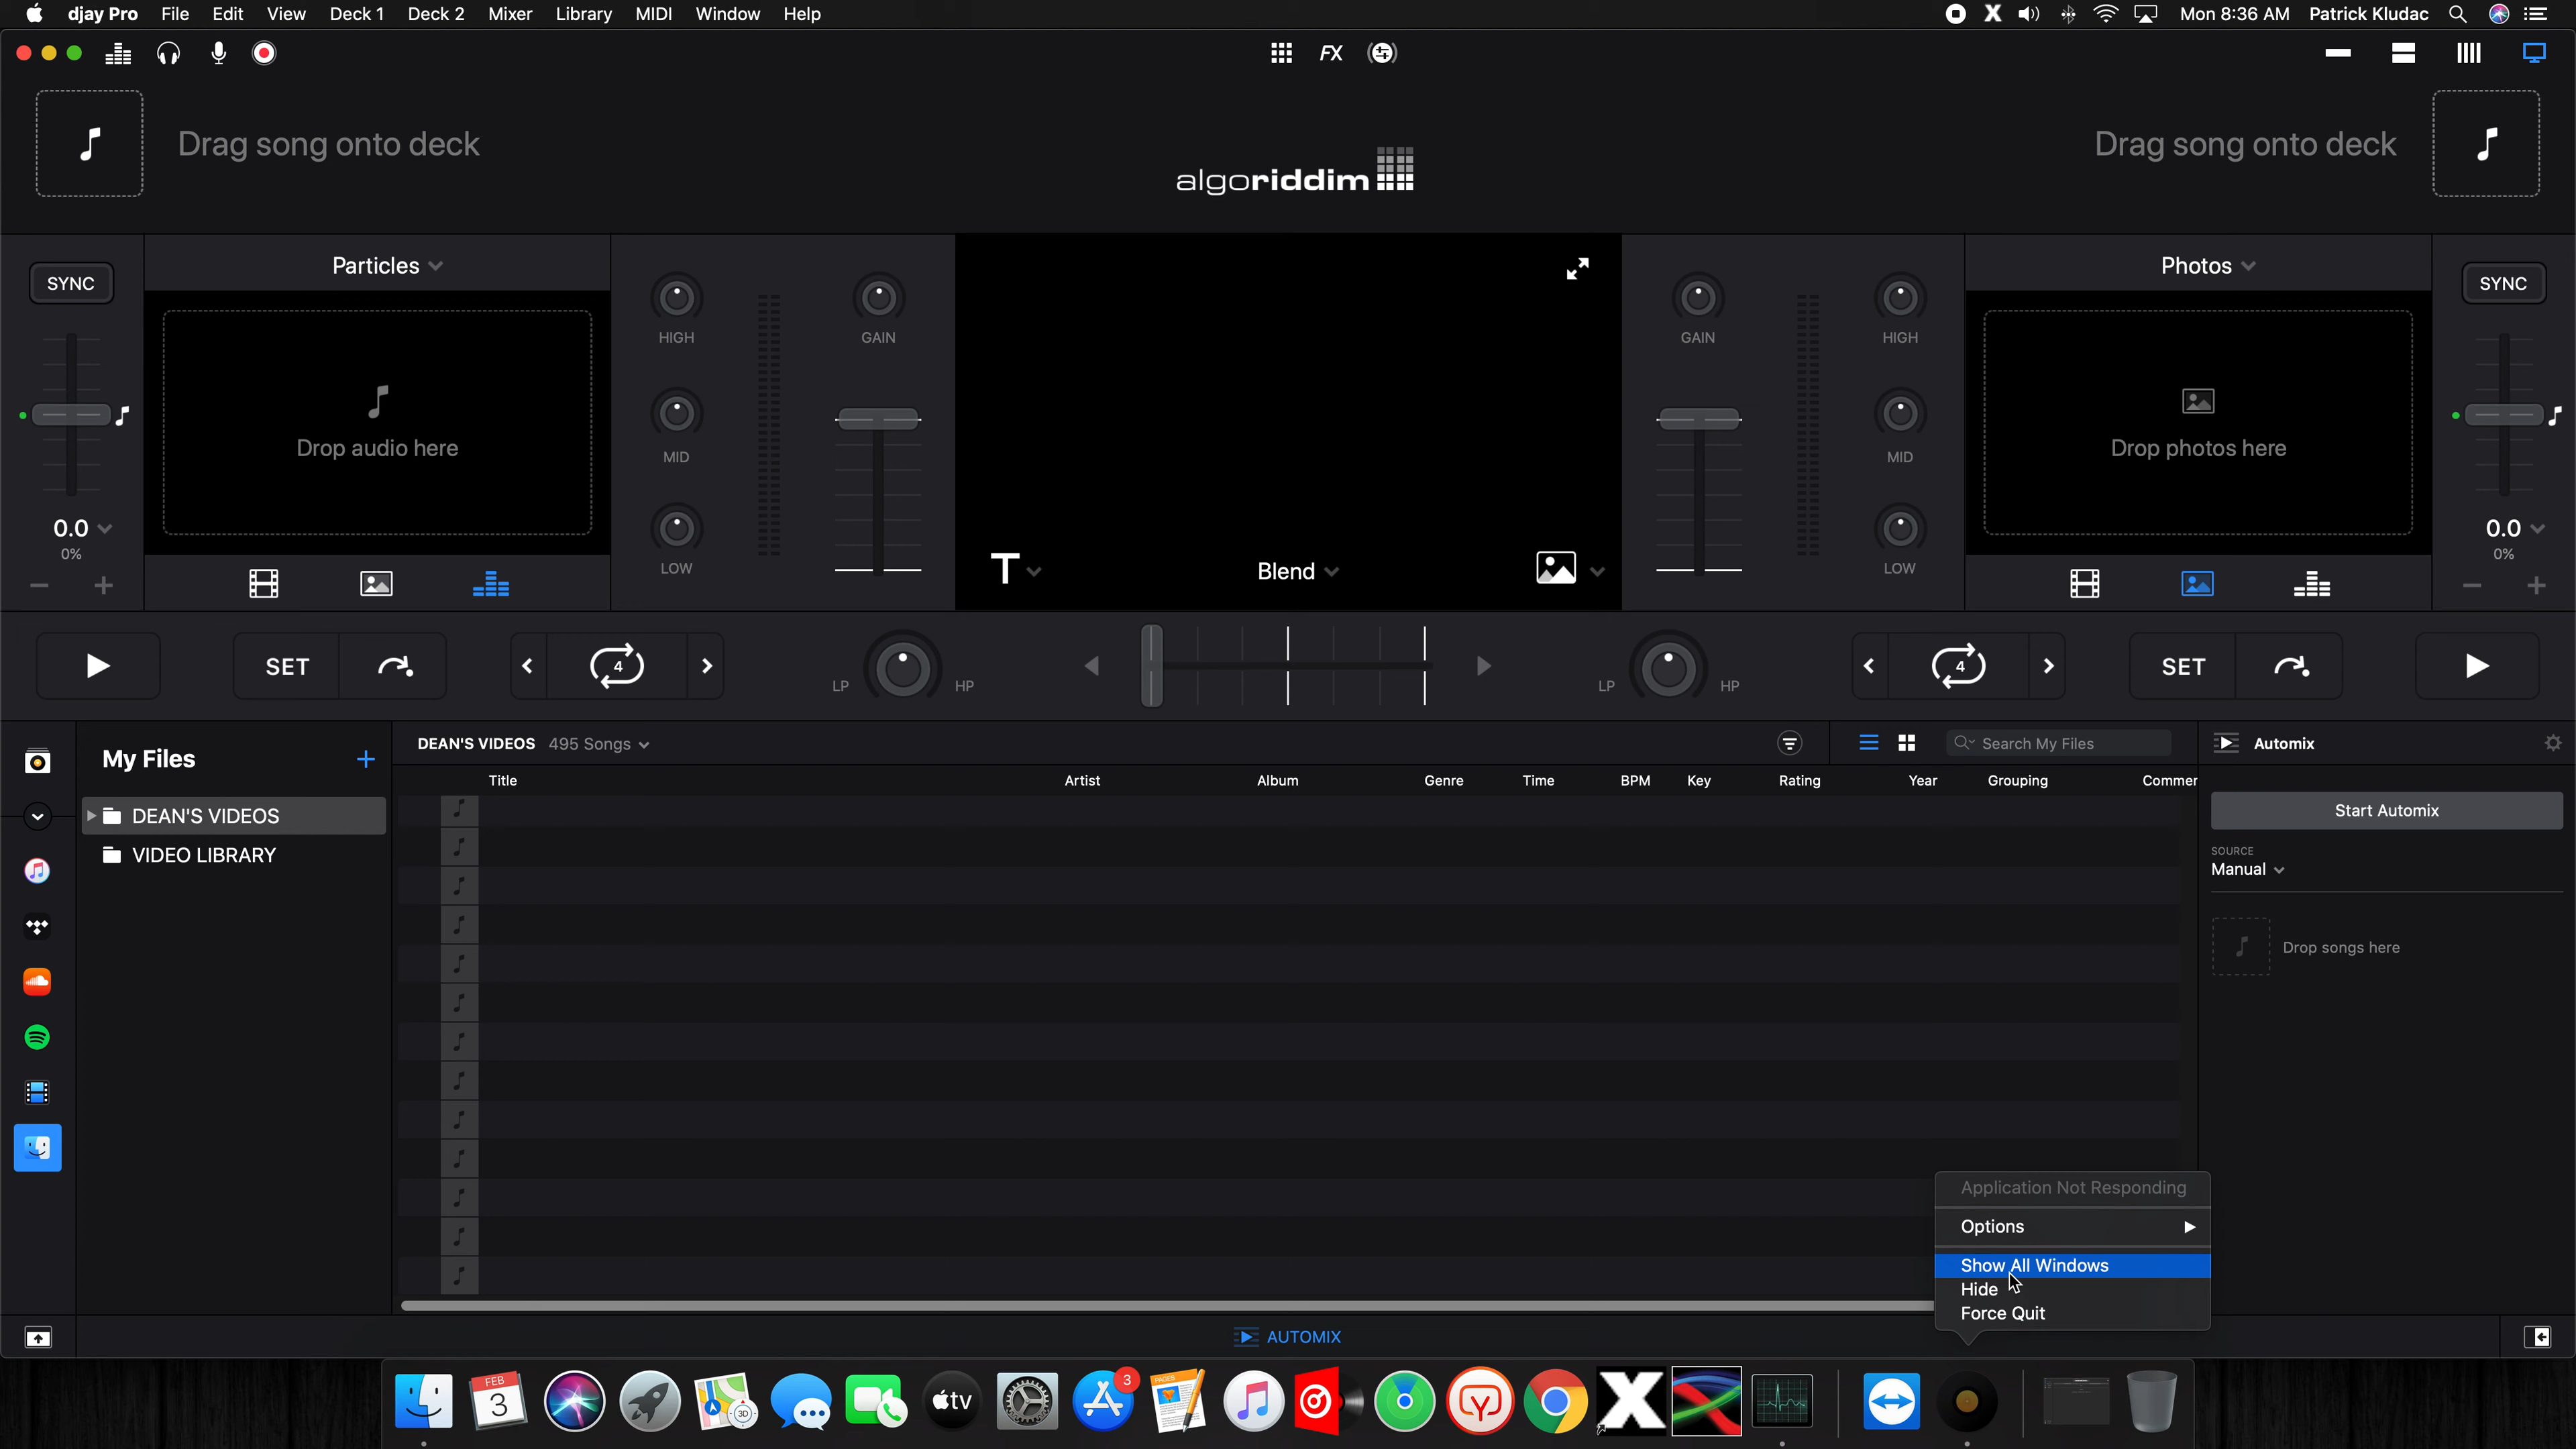 djay Pro File Edit View Deck 1 Deck 2 Mixer Library MIDI Window Help X Mon 8:36 AM Patrick Kludac
FX
Drag song onto deck
algoriddim
Drag song onto deck
SYNC
Particles
HIGH
GAIN
GAIN
HIGH
Photos
SYNC
Drop audio here
MID
MID
Drop photos here
0.0
0%
LOW
T
Blend
LOW
0.0
0%
SET
4
LP
HP
LP
HP
4
SET
My Files
DEAN'S VIDEOS 495 Songs
Search My Files
Automix
Title Artist Album Genre Time BPM Key Rating Year Grouping Commer
DEAN'S VIDEOS
VIDEO LIBRARY
Start Automix
SOURCE
Manual
Drop songs here
Application Not Responding
Options
Show All Windows
Hide
Force Quit
AUTOMIX
FEB
3
3D
PAGES
tv
3
X